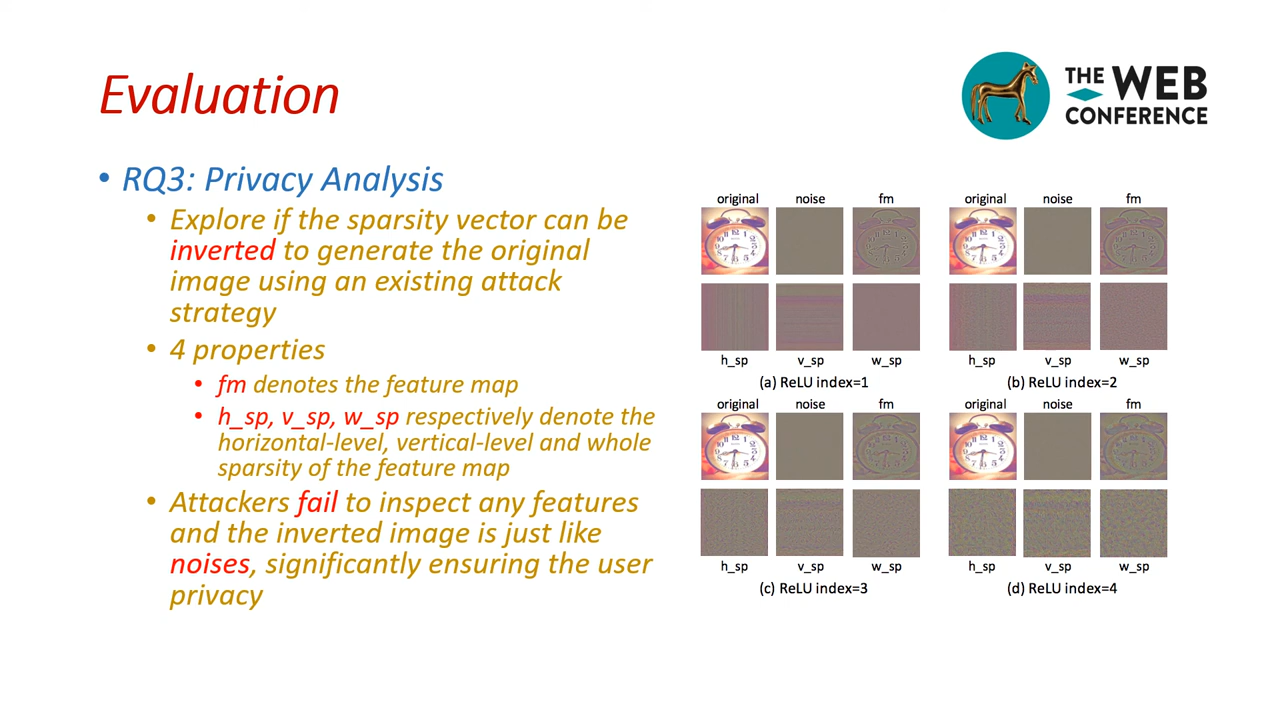 Evaluation
THE WEB
CONFERENCE
• RQ3: Privacy Analysis
• Explore if the sparsity vector can be
inverted to generate the original
image using an existing attack
strategy
• 4 properties
• fm denotes the feature map
• h_sp, v_sp, w_sp respectively denote the
horizontal-level, vertical-level and whole
sparsity of the feature map
• Attackers fail to inspect any features
and the inverted image is just like
noises, significantly ensuring the user
privacy
original noise fm
h_sp v_sp w_sp
(a) ReLU index=1
original noise fm
h_sp v_sp w_sp
(b) ReLU index=2
original noise fm
h_sp v_sp w_sp
(c) ReLU index=3
original noise fm
h_sp v_sp w_sp
(d) ReLU index=4